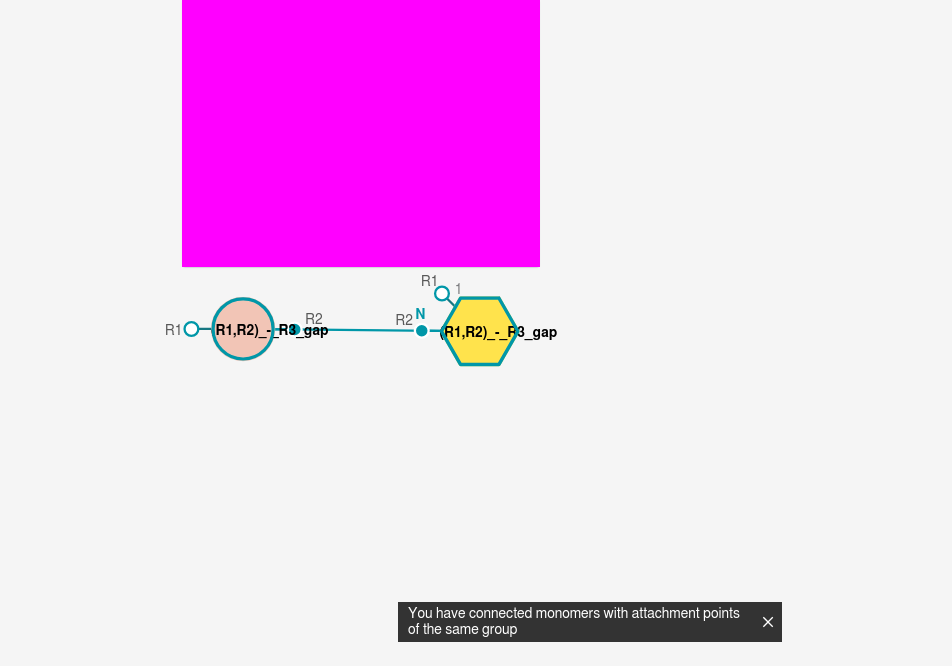 R1
1
R1
R1,R2)_-_R3_gap
R2
R2
N
(R1,R2)_-_R3_gap
You have connected monomers with attachment points
of the same group